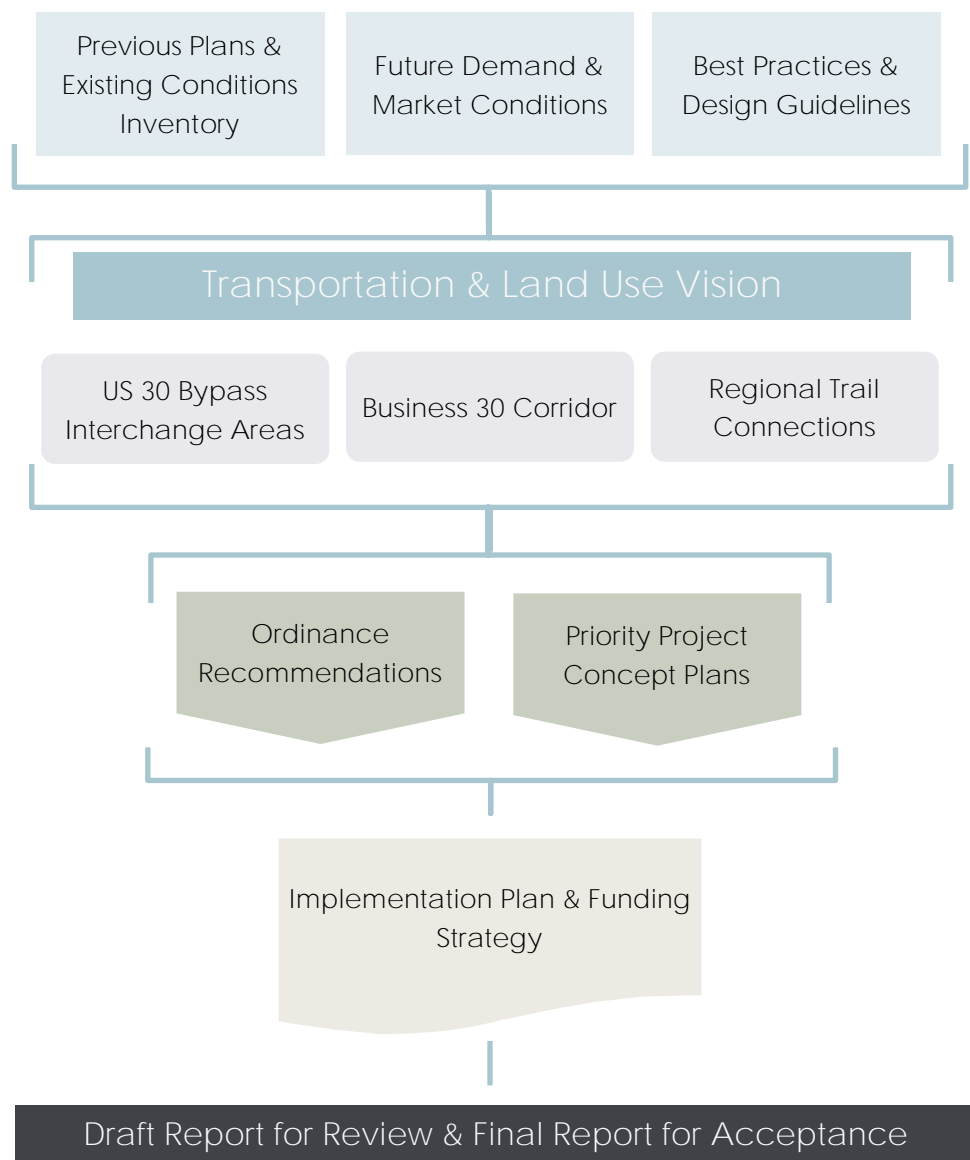 Previous Plans &
Existing Conditions
Inventory
Future Demand &
Market Conditions
Best Practices &
Design Guidelines
Transportation & Land Use Vision
US 30 Bypass
Interchange Areas
Business 30 Corridor
Regional Trail
Connections
Ordinance
Recommendations
Priority Project
Concept Plans
Implementation Plan & Funding
Strategy
Draft Report for Review & Final Report for Acceptance